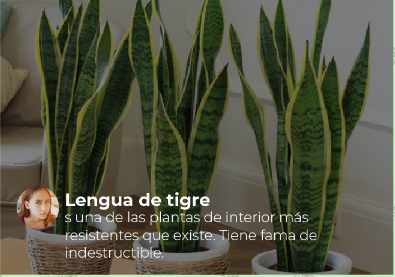 Lengua de tigre
s una de las plantas de interior más
resistentes que existe. Tiene fama de
indestructible.